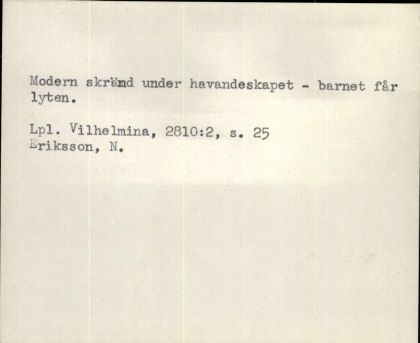 Modern skrämd under havandeskapet - barnet får
lyten.
Lpl. Vilhelmina, 2810:2, s. 25
Eriksson, N.